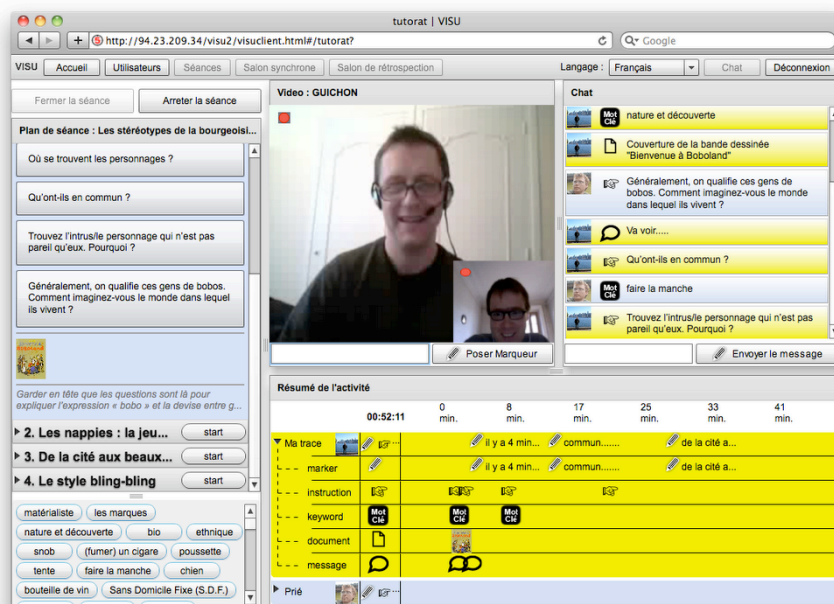 tutorat | VISU
http://94.23.209.34/visu2/visuclient.html#/tutorat?
Google
VISU
Accueil
Utilisateurs
Séances
Salon synchrone
Salon de rétrospection
Langage :
Français
Chat
Déconnexion
Fermer la séance
Arreter la séance
Plan de séance : Les stéréotypes de la bourgeoisi...
Où se trouvent les personnages ?
Qu'ont-ils en commun ?
Trouvez l'intrus/le personnage qui n'est pas
pareil qu'eux. Pourquoi ?
Généralement, on qualifie ces gens de bobos.
Comment imaginez-vous le monde dans lequel
ils vivent ?
Garder en tête que les questions sont là pour
expliquer l'expression « bobo » et la devise entre g...
2. Les nappies : la jeu...
start
3. De la cité aux beaux...
start
4. Le style bling-bling
start
matérialiste
les marques
nature et découverte
bio
ethnique
snob
(fumer) un cigare
poussette
tente
faire la manche
chien
bouteille de vin
Sans Domicile Fixe (S.D.F.)
Video : GUICHON
Poser Marqueur
Chat
Mot
Clé
nature et découverte
Couverture de la bande dessinée
"Bienvenue à Boboland"
Généralement, on qualifie ces gens de
bobos. Comment imaginez-vous le monde
dans lequel ils vivent ?
Va voir.....
Qu'ont-ils en commun ?
Mot
Clé
faire la manche
Trouvez l'intrus/le personnage qui n'est pas
pareil qu'eux. Pourquoi ?
Envoyer le message
Résumé de l'activité
00:52:11
0
min.
8
min.
17
min.
25
min.
33
min.
41
min.
Ma trace
il y a 4 min...
commun.......
de la cité a...
marker
il y a 4 min...
commun.......
de la cité a...
instruction
keyword
Mot
Clé
Mot
Clé
Mot
Clé
document
message
Prié